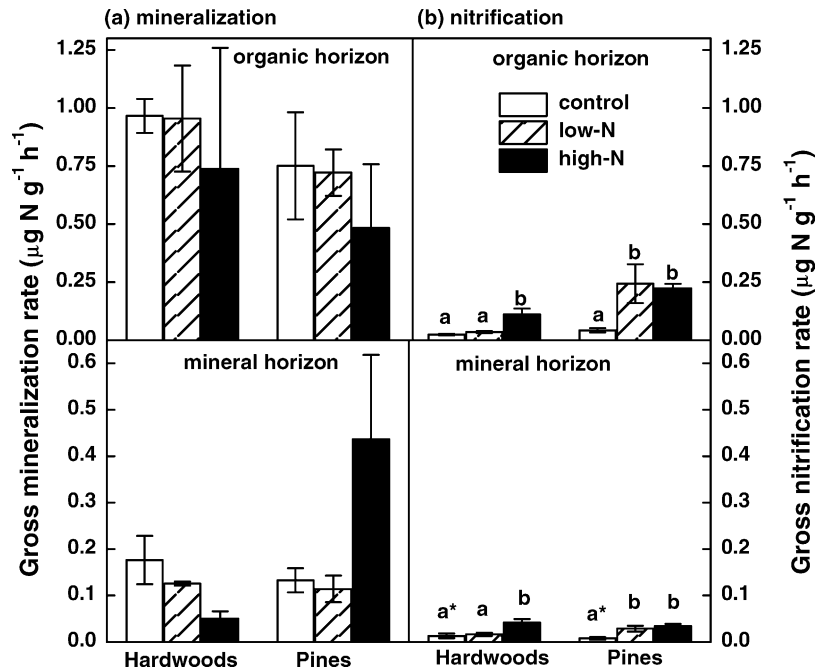 (a) mineralization
(b) nitrification
Gross mineralization rate (µg N g⁻¹ h⁻¹)
1.25
1.00
0.75
0.50
0.25
0.00
organic horizon
organic horizon
control
low-N
high-N
a
a
b
a
b
b
1.25
1.00
0.75
0.50
0.25
0.00
Gross nitrification rate (µg N g⁻¹ h⁻¹)
0.6
0.5
0.4
0.3
0.2
0.1
0.0
mineral horizon
mineral horizon
a*
a
b
a*
b
b
0.6
0.5
0.4
0.3
0.2
0.1
0.0
Hardwoods
Pines
Hardwoods
Pines